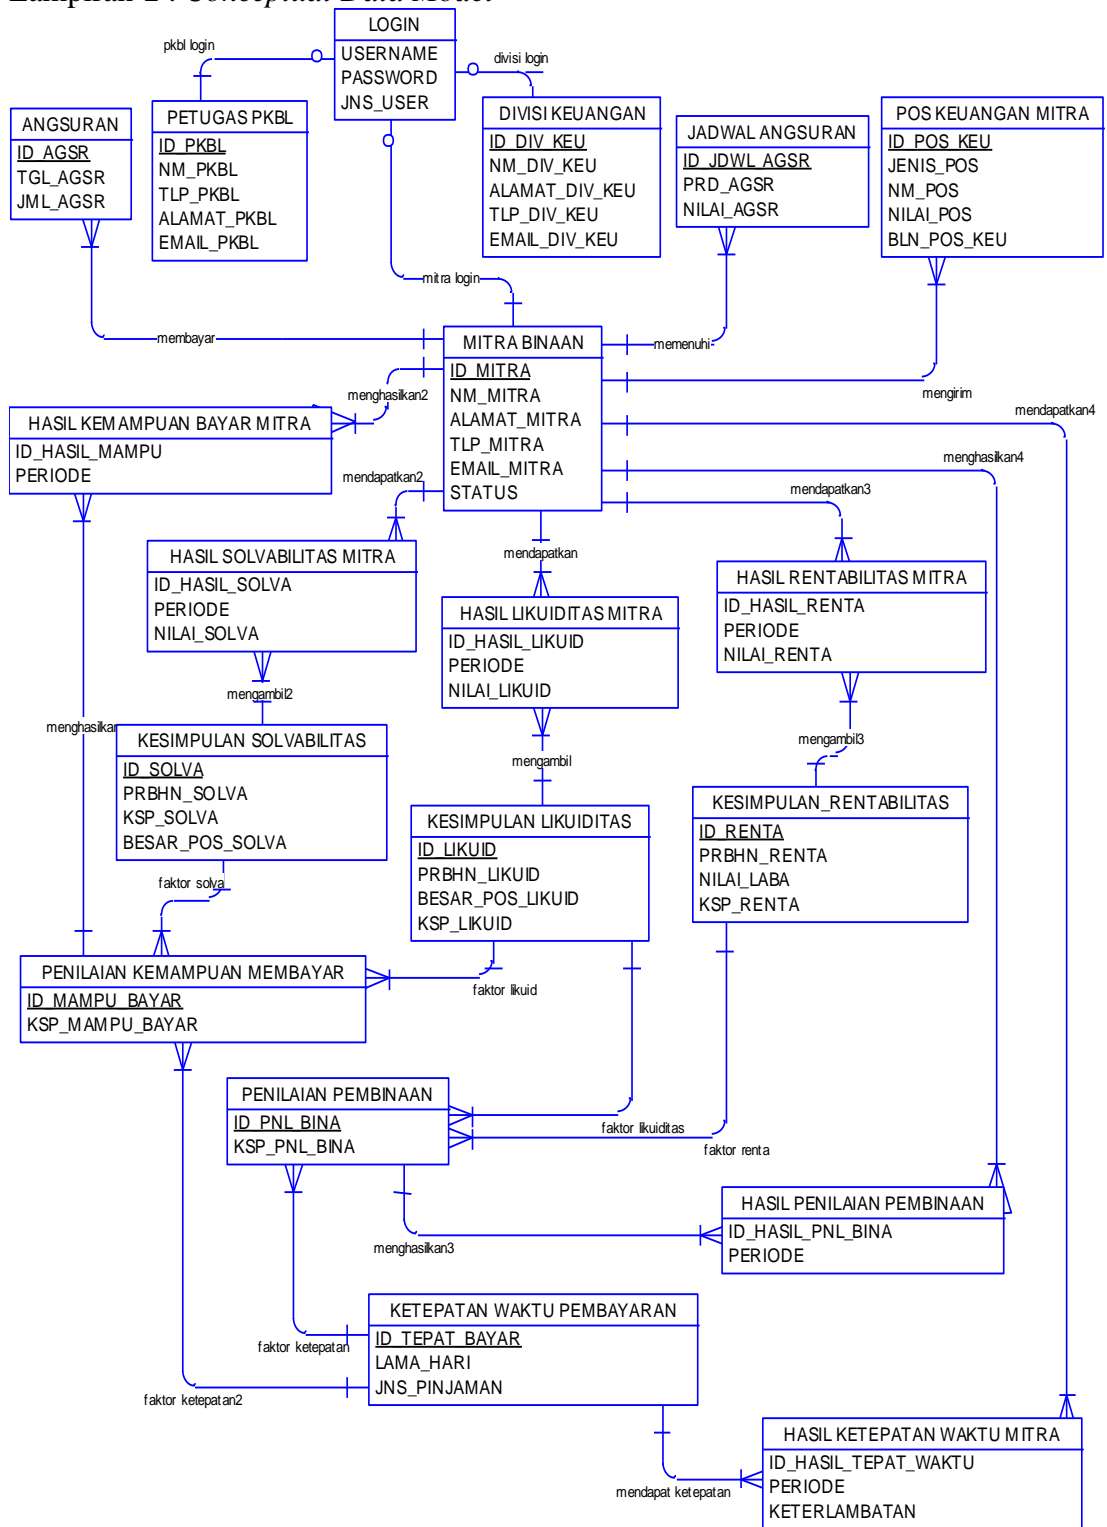 Lampiran 2 : Conceptual Data Model
LOGIN
USERNAME
PASSWORD
JNS_USER
pkbl login
divisi login
ANGSURAN
ID_AGSR
TGL_AGSR
JML_AGSR
PETUGAS PKBL
ID_PKBL
NM_PKBL
TLP_PKBL
ALAMAT_PKBL
EMAIL_PKBL
DIVISI KEUANGAN
ID_DIV_KEU
NM_DIV_KEU
ALAMAT_DIV_KEU
TLP_DIV_KEU
EMAIL_DIV_KEU
JADWAL ANGSURAN
ID_JDWL_AGSR
PRD_AGSR
NILAI_AGSR
POS KEUANGAN MITRA
ID_POS_KEU
JENIS_POS
NM_POS
NILAI_POS
BLN_POS_KEU
mitra login
membayar
memenuhi
mengirim
MITRA BINAAN
ID_MITRA
NM_MITRA
ALAMAT_MITRA
TLP_MITRA
EMAIL_MITRA
STATUS
menghasilkan2
mendapatkan4
HASIL KEMAMPUAN BAYAR MITRA
ID_HASIL_MAMPU
PERIODE
mendapatkan2
menghasilkan4
mendapatkan3
mendapatkan
HASIL SOLVABILITAS MITRA
ID_HASIL_SOLVA
PERIODE
NILAI_SOLVA
HASIL LIKUIDITAS MITRA
ID_HASIL_LIKUID
PERIODE
NILAI_LIKUID
HASIL RENTABILITAS MITRA
ID_HASIL_RENTA
PERIODE
NILAI_RENTA
mengambil2
menghasilkan
mengambil
mengambil3
KESIMPULAN SOLVABILITAS
ID_SOLVA
PRBHN_SOLVA
KSP_SOLVA
BESAR_POS_SOLVA
KESIMPULAN LIKUIDITAS
ID_LIKUID
PRBHN_LIKUID
BESAR_POS_LIKUID
KSP_LIKUID
KESIMPULAN_RENTABILITAS
ID_RENTA
PRBHN_RENTA
NILAI_LABA
KSP_RENTA
faktor solva
faktor likuid
PENILAIAN KEMAMPUAN MEMBAYAR
ID_MAMPU_BAYAR
KSP_MAMPU_BAYAR
PENILAIAN PEMBINAAN
ID_PNL_BINA
KSP_PNL_BINA
faktor likuiditas
faktor renta
menghasilkan3
HASIL PENILAIAN PEMBINAAN
ID_HASIL_PNL_BINA
PERIODE
KETEPATAN WAKTU PEMBAYARAN
ID_TEPAT_BAYAR
LAMA_HARI
JNS_PINJAMAN
faktor ketepatan
faktor ketepatan2
mendapat ketepatan
HASIL KETEPATAN WAKTU MITRA
ID_HASIL_TEPAT_WAKTU
PERIODE
KETERLAMBATAN